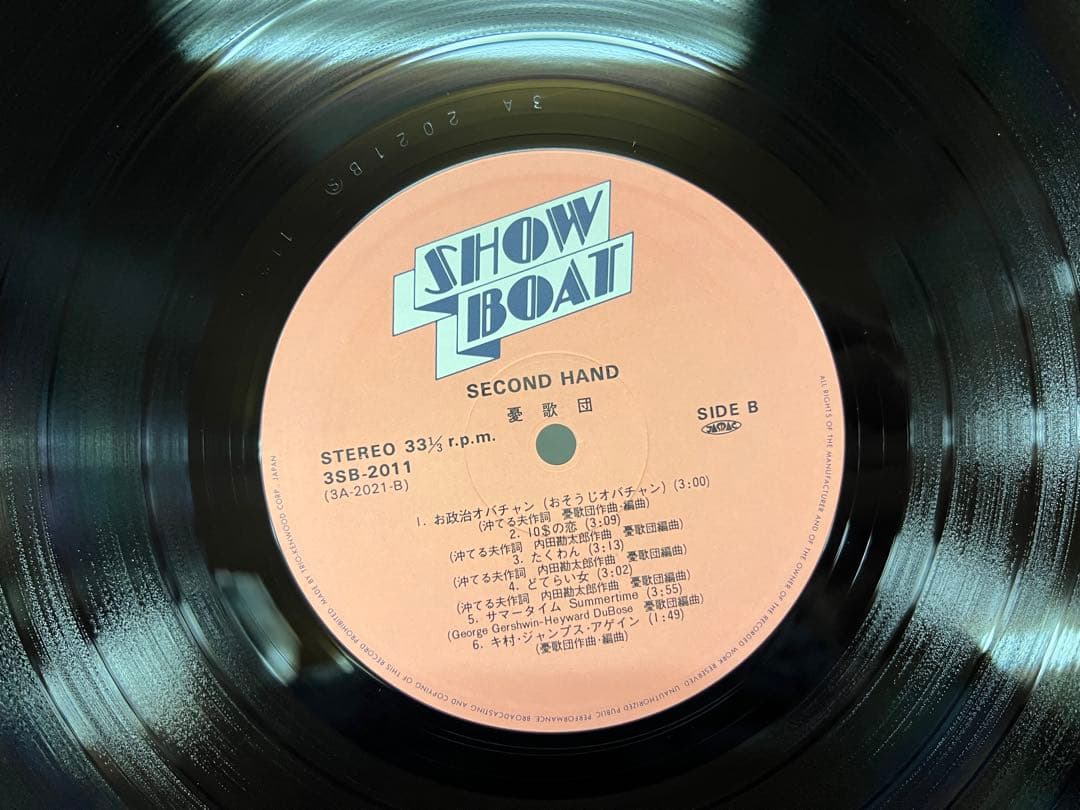 3A 2021B Ⓢ
SHOW
BOAT
SECOND HAND
憂歌団
SIDE B
STEREO 33⅓ r.p.m.
3SB-2011
(3A-2021-B)
1. お政治オバチャン (おそうじオバチャン) (3:00)
(沖てる夫作詞 憂歌団作曲・編曲)
2. 10$の恋 (3:09)
(沖てる夫作詞 内田勘太郎作曲 憂歌団編曲)
3. たくわん (3:13)
(沖てる夫作詞 内田勘太郎作曲 憂歌団編曲)
4. どてらい女 (3:02)
(沖てる夫作詞 内田勘太郎作曲 憂歌団編曲)
5. サマータイム Summertime (3:55)
(George Gershwin-Heyward DuBose 憂歌団編曲)
6. キ村・ジャンプス・アゲイン (1:49)
(憂歌団作曲・編曲)
ALL RIGHTS OF THE MANUFACTURER AND OF THE OWNER OF THE RECORDED WORK RESERVED. UNAUTHORIZED PUBLIC PERFORMANCE BROADCASTING AND COPYING OF THIS RECORD PROHIBITED. MADE BY TRIO-KENWOOD CORP. JAPAN